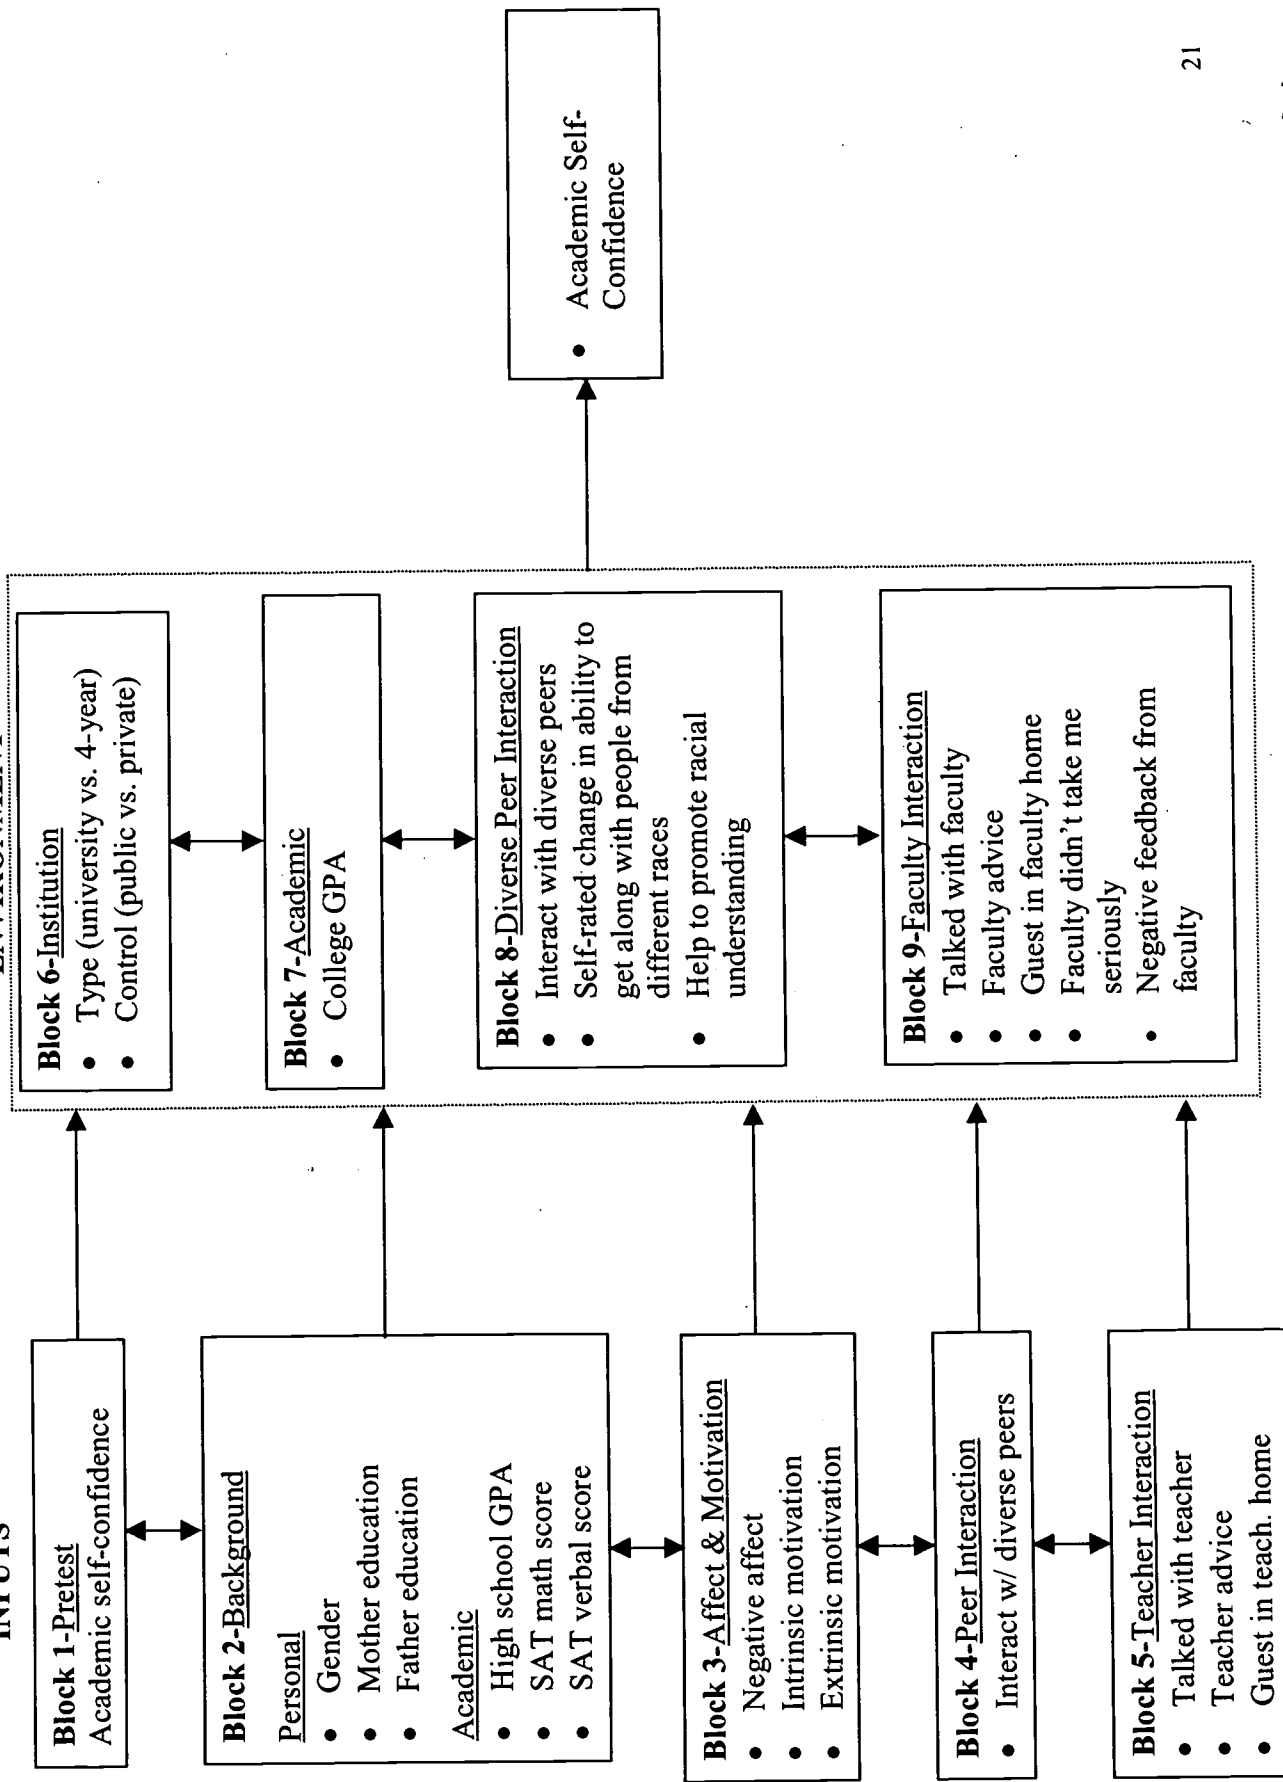 INPUTS
Block 1-Pretest
Academic self-confidence
Block 2-Background
Personal
• Gender
• Mother education
• Father education
Academic
• High school GPA
• SAT math score
• SAT verbal score
Block 3-Affect & Motivation
• Negative affect
• Intrinsic motivation
• Extrinsic motivation
Block 4-Peer Interaction
• Interact w/ diverse peers
Block 5-Teacher Interaction
• Talked with teacher
• Teacher advice
• Guest in teach. home
ENVIRONMENT
Block 6-Institution
• Type (university vs. 4-year)
• Control (public vs. private)
Block 7-Academic
• College GPA
Block 8-Diverse Peer Interaction
• Interact with diverse peers
• Self-rated change in ability to
get along with people from
different races
• Help to promote racial
understanding
Block 9-Faculty Interaction
• Talked with faculty
• Faculty advice
• Guest in faculty home
• Faculty didn't take me
seriously
• Negative feedback from
faculty
• Academic Self-
Confidence
21